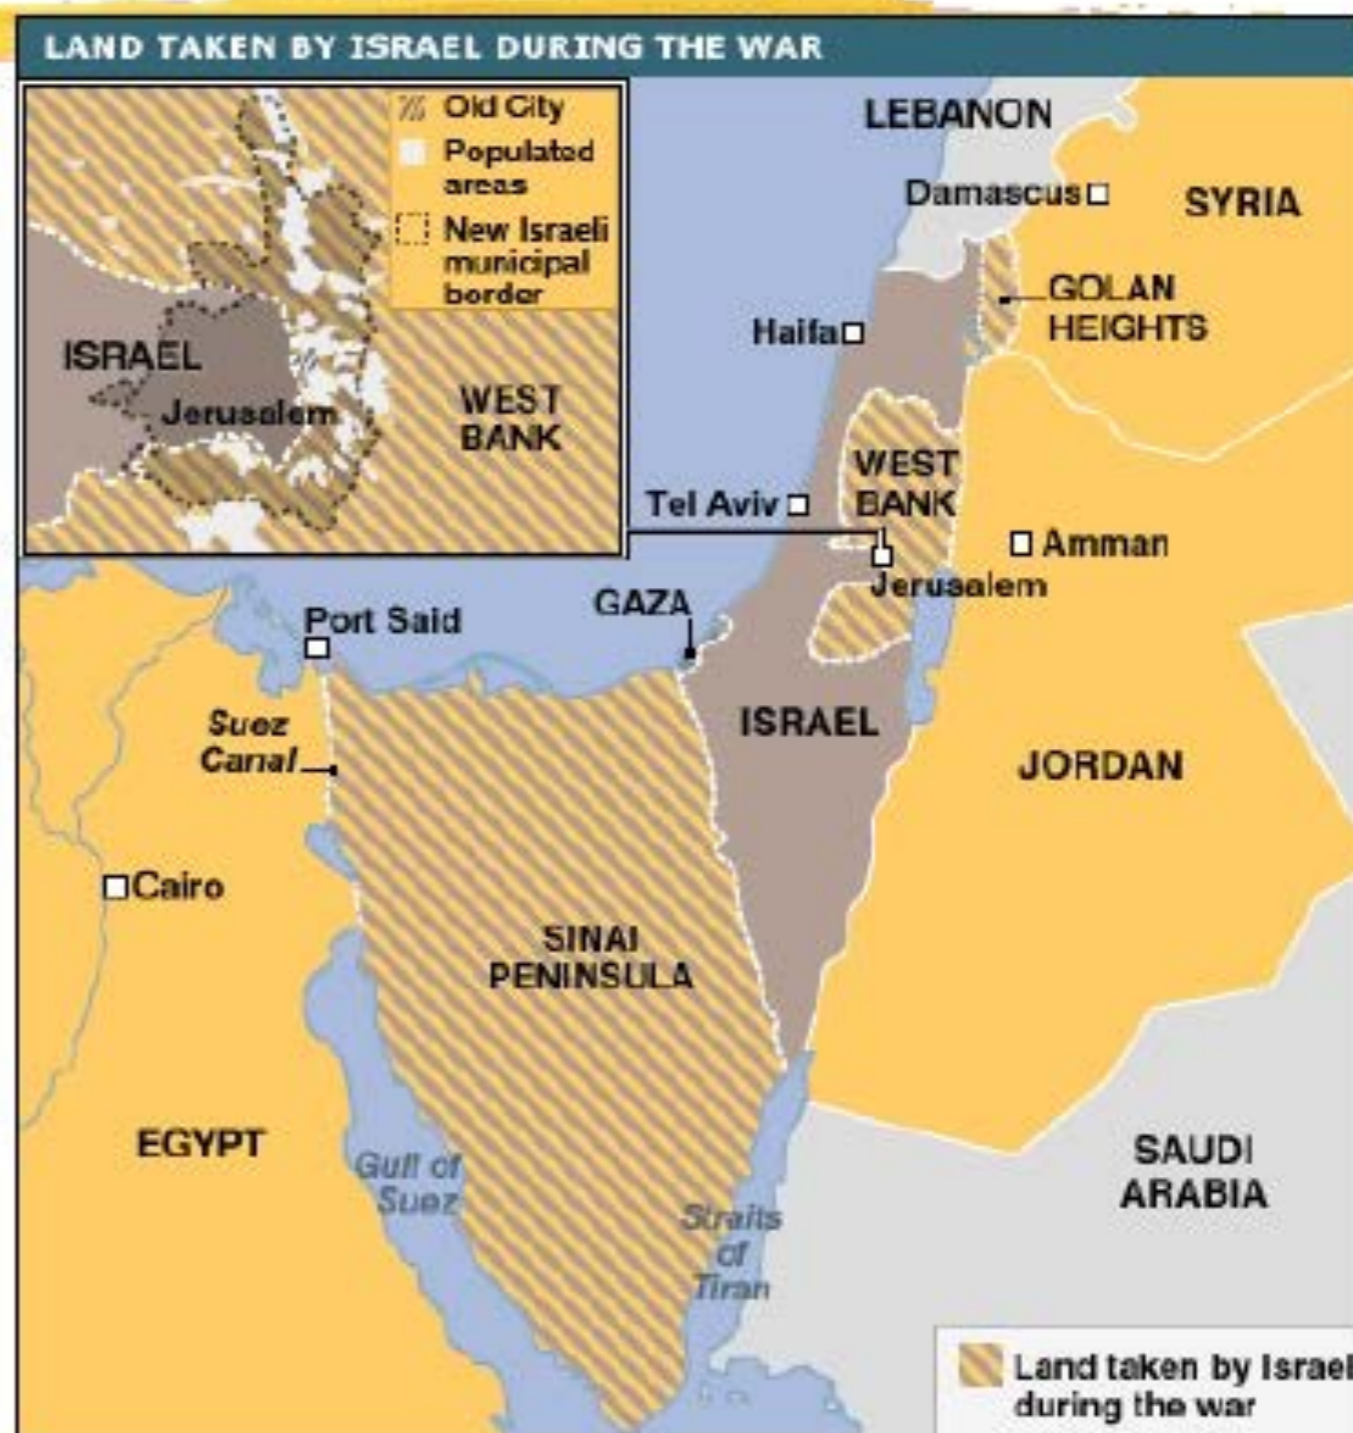 LAND TAKEN BY ISRAEL DURING THE WAR
Old City
Populated
areas
New Israeli
municipal
border
ISRAEL
Jerusalem
WEST
BANK
LEBANON
Damascus
SYRIA
GOLAN
HEIGHTS
Haifa
WEST
BANK
Tel Aviv
Amman
Jerusalem
GAZA
Port Said
Suez
Canal
ISRAEL
JORDAN
Cairo
SINAI
PENINSULA
EGYPT
Gulf of
Suez
Straits
of
Tiran
SAUDI
ARABIA
Land taken by Israel
during the war